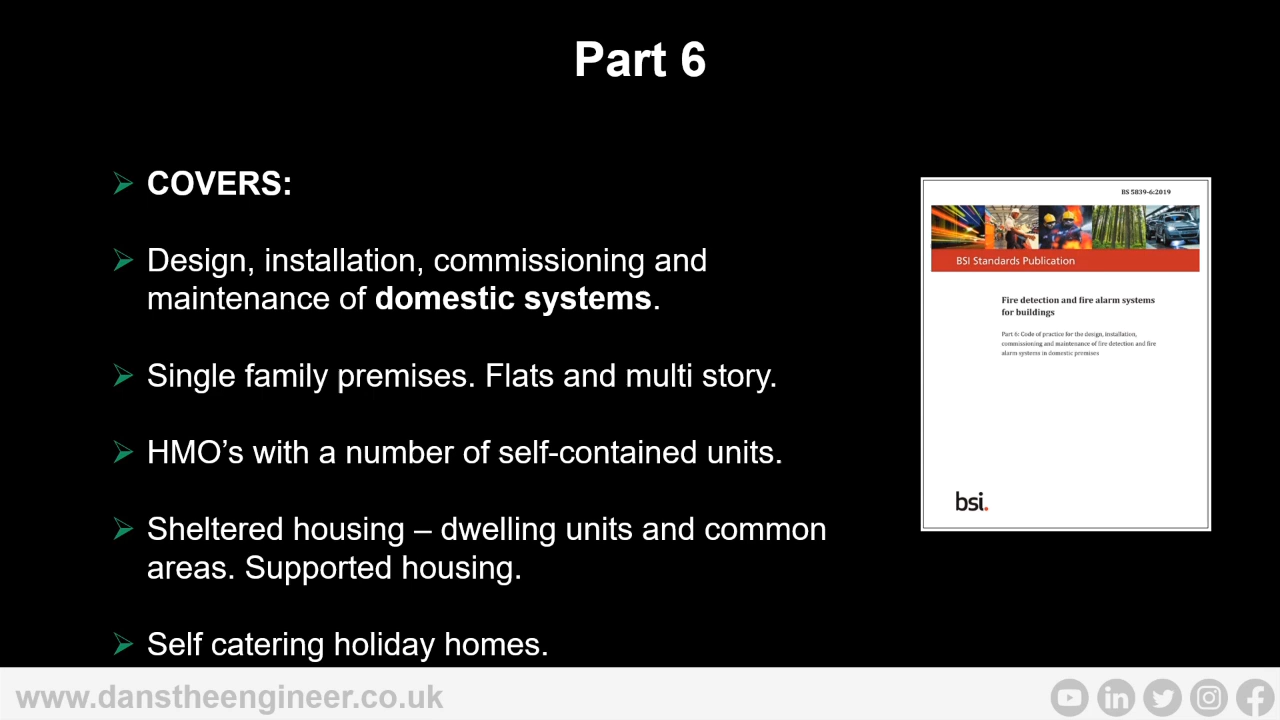 Part 6
COVERS:
Design, installation, commissioning and
maintenance of domestic systems.
Single family premises. Flats and multi story.
HMO’s with a number of self-contained units.
Sheltered housing – dwelling units and common
areas. Supported housing.
Self catering holiday homes.
BS 5839-6:2019
BSI Standards Publication
Fire detection and fire alarm systems
for buildings
Part 6: Code of practice for the design, installation,
commissioning and maintenance of fire detection and fire
alarm systems in domestic premises
bsi.
www.danstheengineer.co.uk